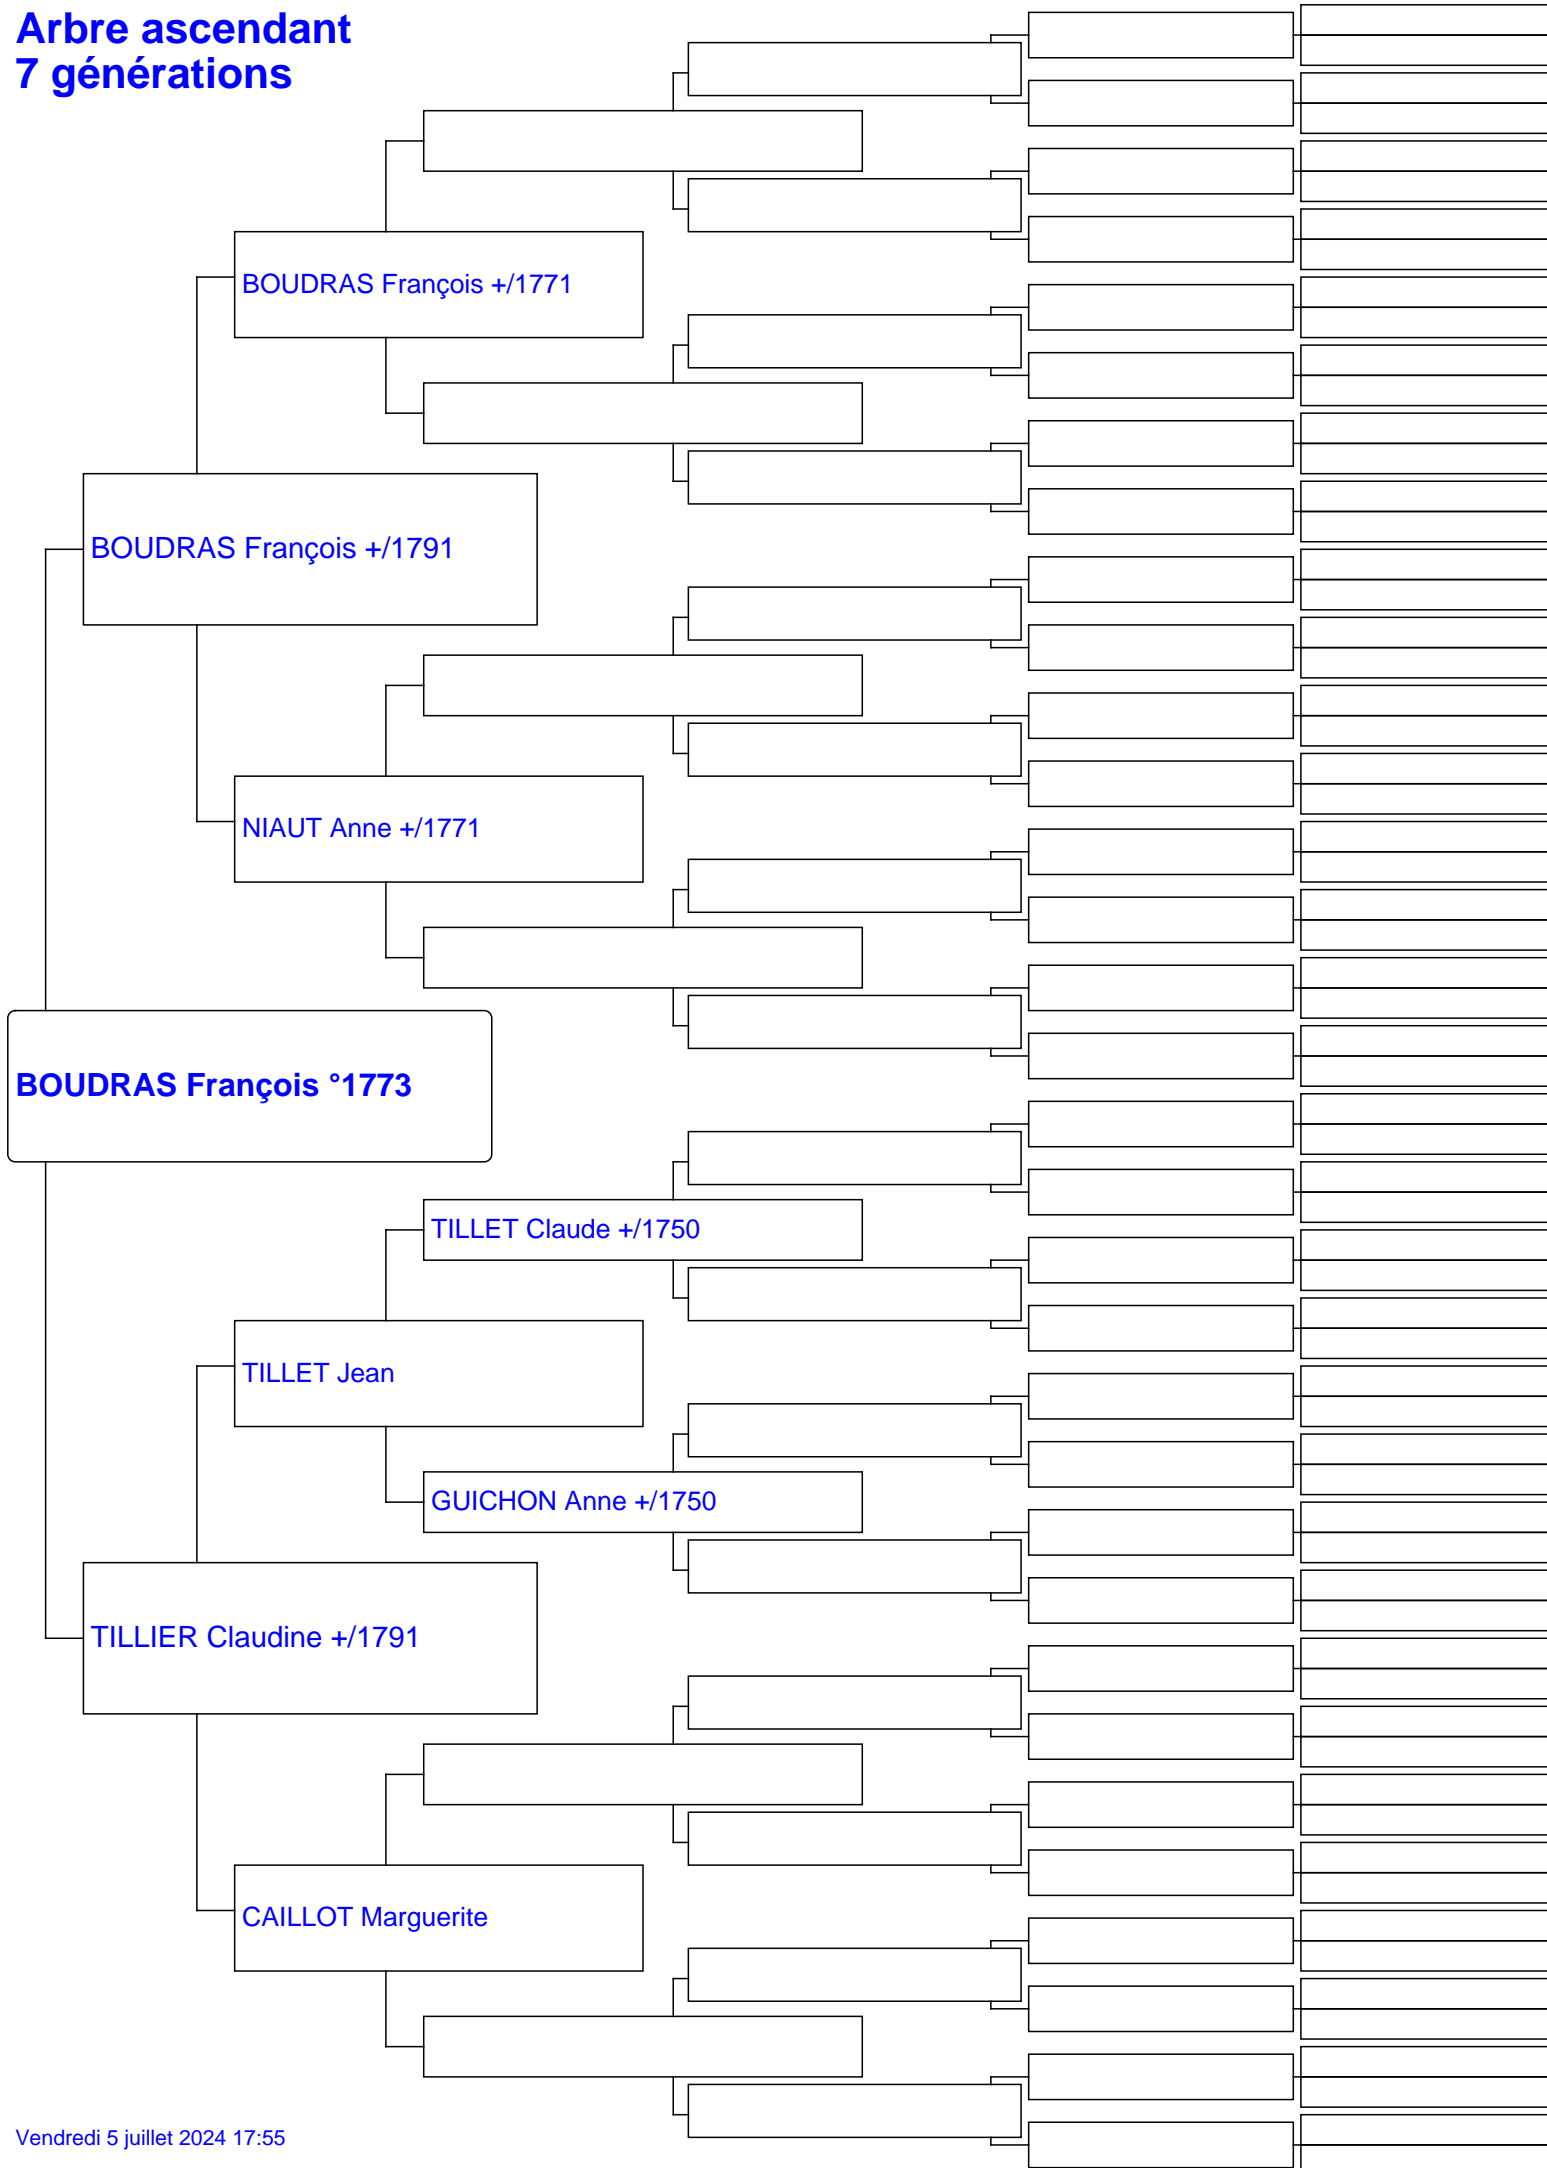 Arbre ascendant
7 générations
BOUDRAS François +/1771
BOUDRAS François +/1791
NIAUT Anne +/1771
BOUDRAS François °1773
TILLET Claude +/1750
TILLET Jean
GUICHON Anne +/1750
TILLIER Claudine +/1791
CAILLOT Marguerite
Vendredi 5 juillet 2024 17:55